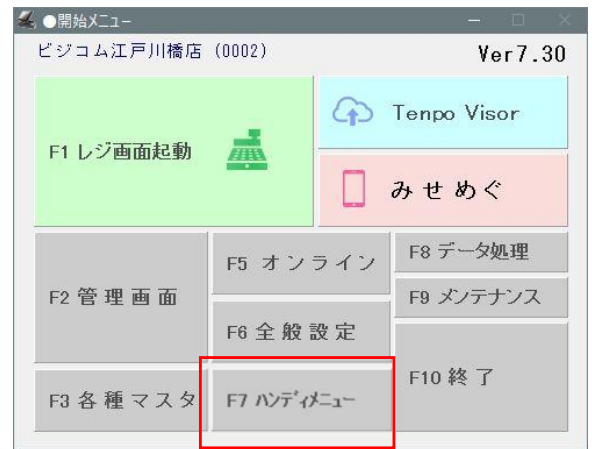 ●開始メニュー
ビジコム江戸川橋店 (0002)
Ver7.30
F1 レジ画面起動
Tenpo Visor
みせめぐ
F2 管理画面
F5 オンライン
F8 データ処理
F9 メンテナンス
F6 全般設定
F3 各種マスタ
F7 ハンディメニュー
F10 終了